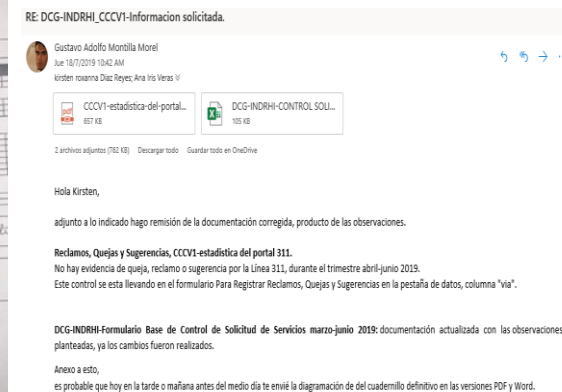 RE: DCG-INDRHI_CCCV1-Informacion solicitada.
Gustavo Adolfo Montilla Morel
Jue 18/7/2019 10:42 AM
kirsten roxanna Diaz Reyes; Ana Iris Veras
CCCV1-estadistica-del-portal...
657 KB
DCG-INDRHI-CONTROL SOLI...
105 KB
2 archivos adjuntos (762 KB) Descargar todo Guardar todo en OneDrive
Hola Kirsten,
adjunto a lo indicado hago remisión de la documentación corregida, producto de las observaciones.
Reclamos, Quejas y Sugerencias, CCCV1-estadistica del portal 311.
No hay evidencia de queja, reclamo o sugerencia por la Línea 311, durante el trimestre abril-junio 2019.
Este control se esta llevando en el formulario Para Registrar Reclamos, Quejas y Sugerencias en la pestaña de datos, columna "via".
DCG-INDRHI-Formulario Base de Control de Solicitud de Servicios marzo-junio 2019: documentación actualizada con las observaciones
planteadas, ya los cambios fueron realizados.
Anexo a esto,
es probable que hoy en la tarde o mañana antes del medio día te envié la diagramación de del cuadernillo definitivo en las versiones PDF y Word.